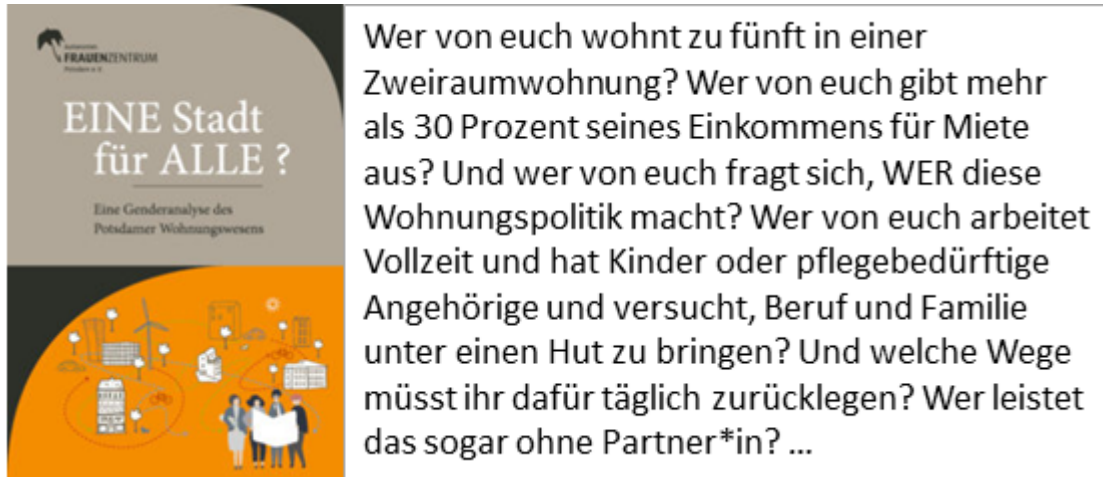 Autonomes
FRAUENZENTRUM
Potsdam e. V.
EINE Stadt
für ALLE ?
Eine Genderanalyse des
Potsdamer Wohnungswesens
Wer von euch wohnt zu fünft in einer
Zweiraumwohnung? Wer von euch gibt mehr
als 30 Prozent seines Einkommens für Miete
aus? Und wer von euch fragt sich, WER diese
Wohnungspolitik macht? Wer von euch arbeitet
Vollzeit und hat Kinder oder pflegebedürftige
Angehörige und versucht, Beruf und Familie
unter einen Hut zu bringen? Und welche Wege
müsst ihr dafür täglich zurücklegen? Wer leistet
das sogar ohne Partner*in? ...